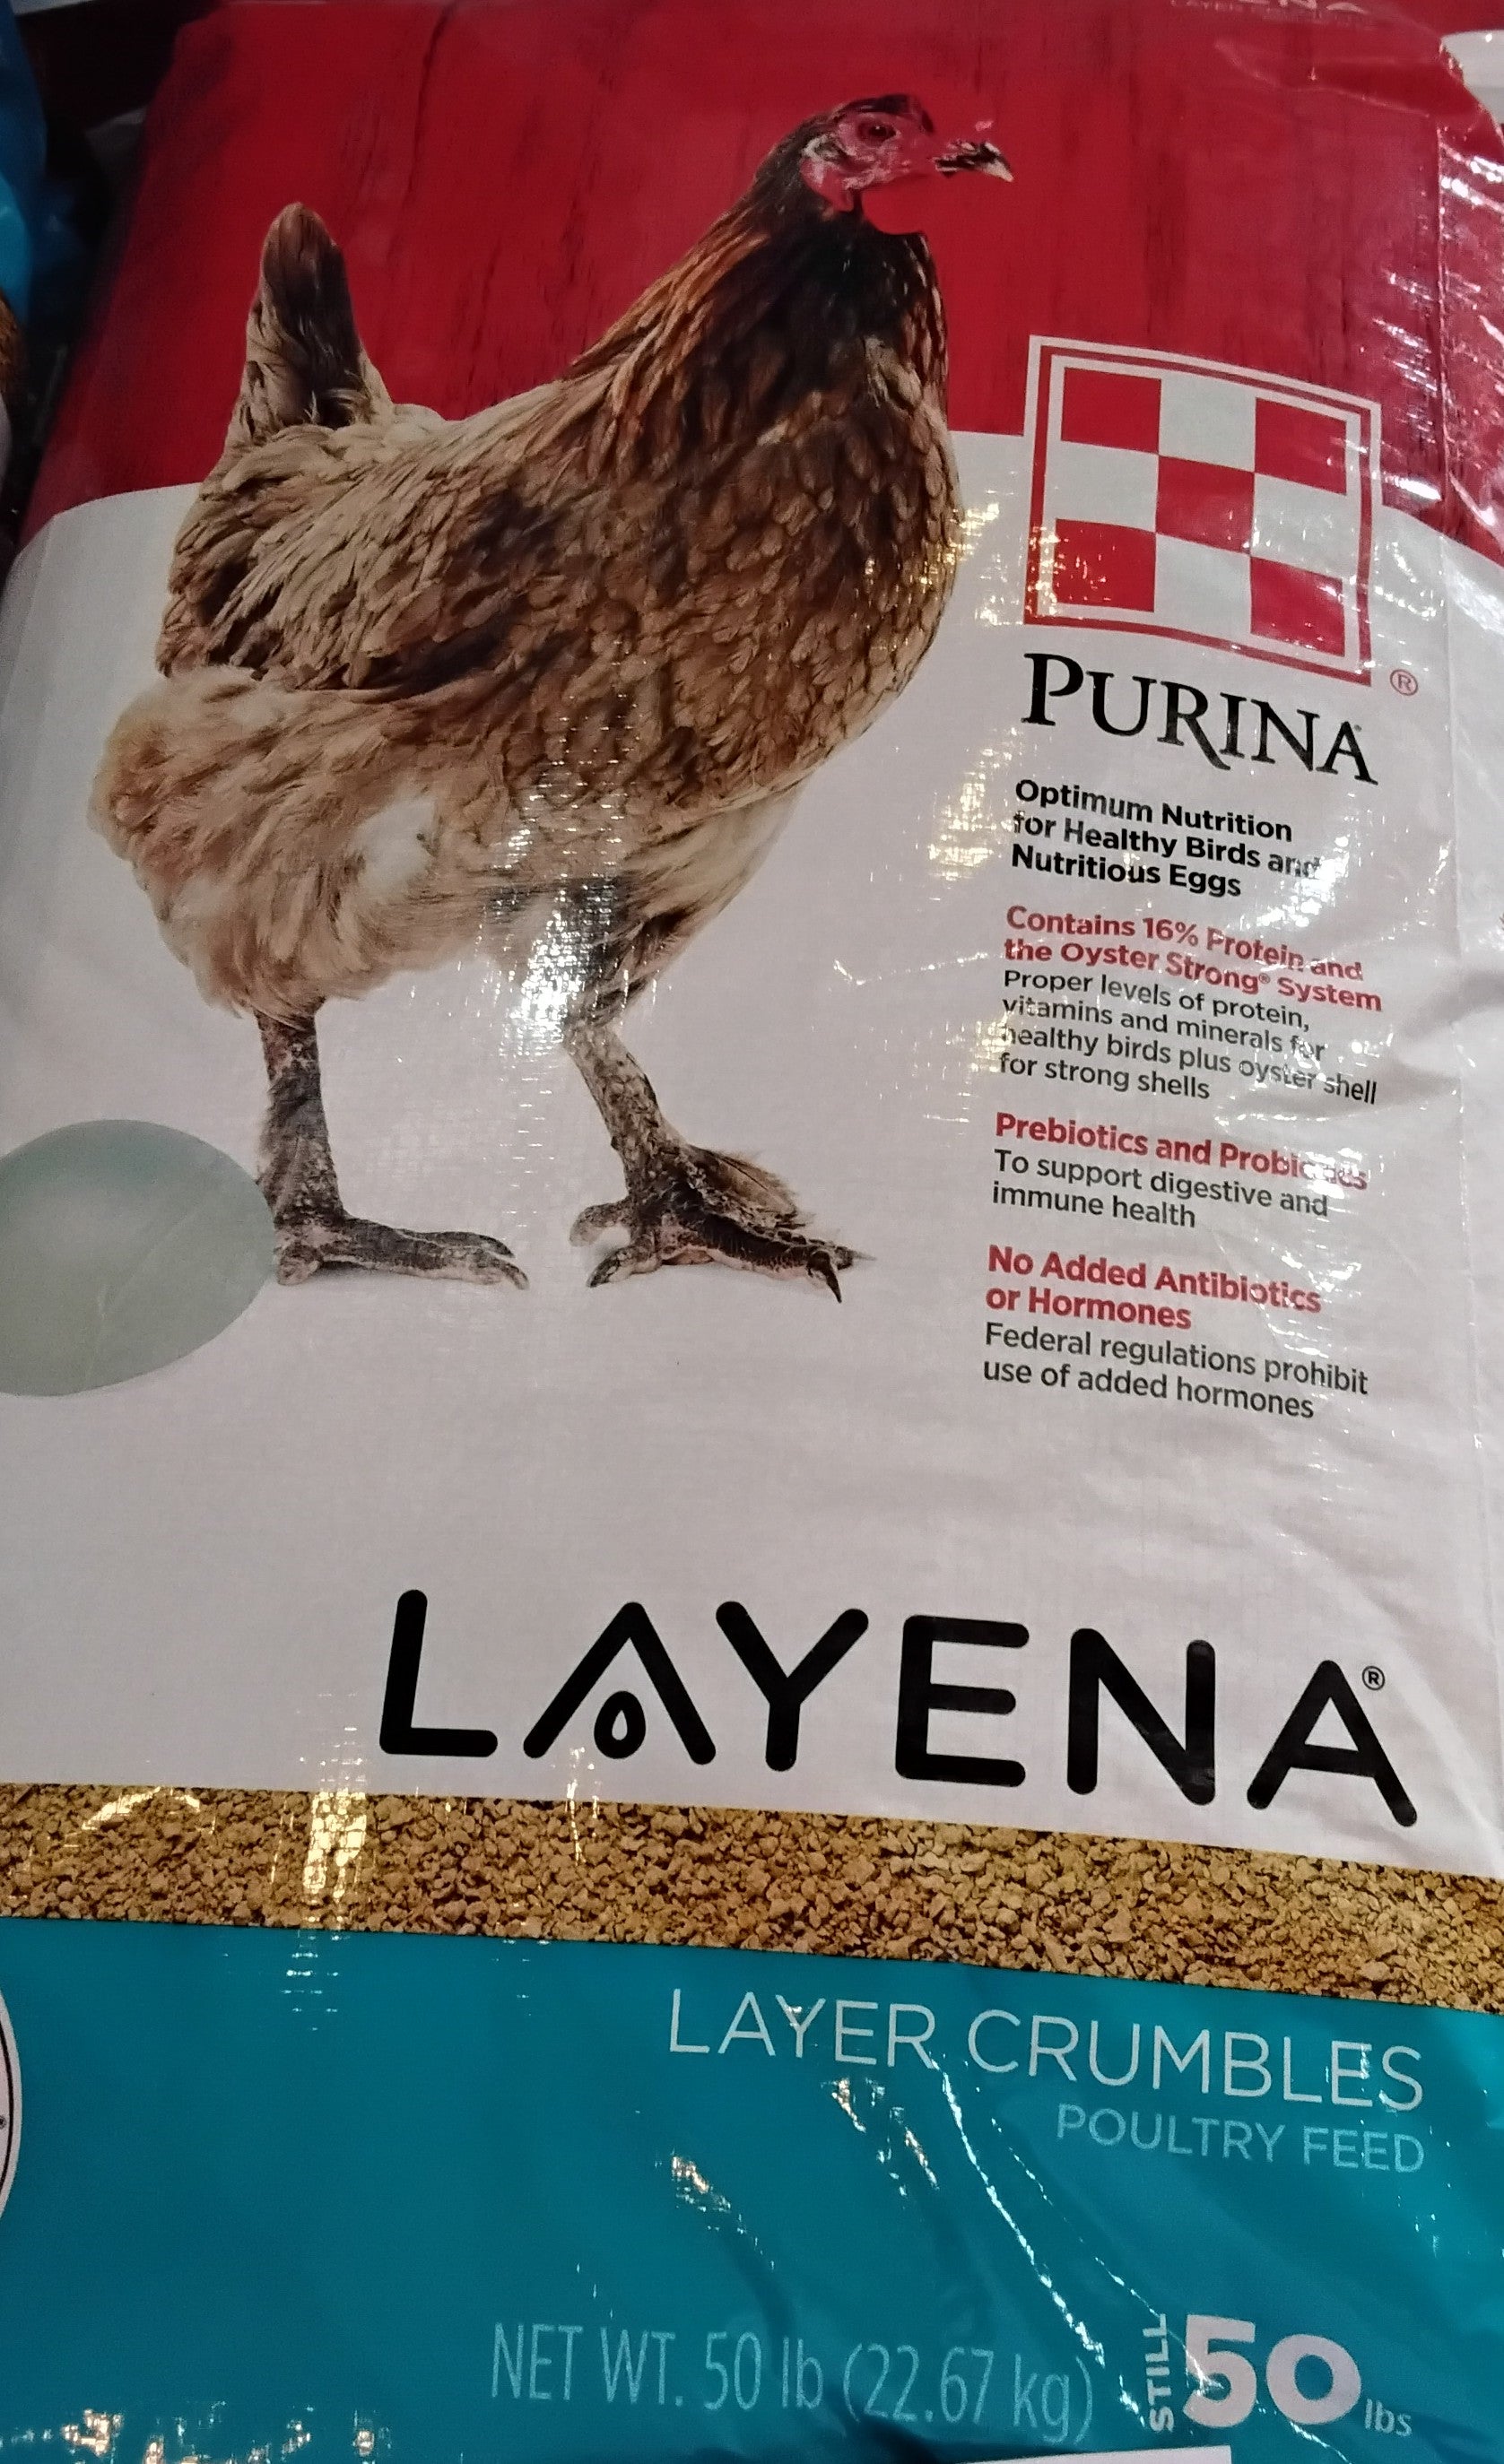 PURINA
®
Optimum Nutrition
for Healthy Birds and
Nutritious Eggs
Contains 16% Protein and
the Oyster Strong® System
Proper levels of protein,
vitamins and minerals for
healthy birds plus oyster shell
for strong shells
Prebiotics and Probiotics
To support digestive and
immune health
No Added Antibiotics
or Hormones
Federal regulations prohibit
use of added hormones
LAYENA®
LAYER CRUMBLES
POULTRY FEED
NET WT. 50 lb (22.67 kg)
STILL 50 lbs